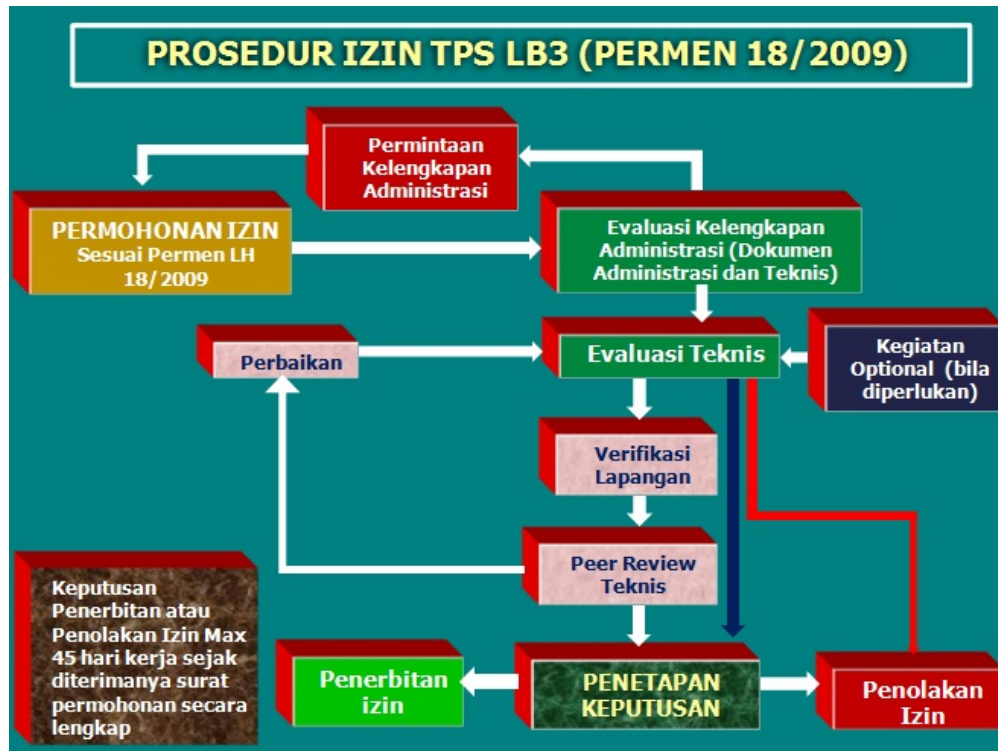 PROSEDUR IZIN TPS LB3 (PERMEN 18/2009)
Permintaan
Kelengkapan
Administrasi
PERMOHONAN IZIN
Sesuai Permen LH
18/2009
Evaluasi Kelengkapan
Administrasi (Dokumen
Administrasi dan Teknis)
Perbaikan
Evaluasi Teknis
Kegiatan
Optional (bila
diperlukan)
Verifikasi
Lapangan
Peer Review
Teknis
Keputusan
Penerbitan atau
Penolakan Izin Max
45 hari kerja sejak
diterimanya surat
permohonan secara
lengkap
Penerbitan
izin
PENETAPAN
KEPUTUSAN
Penolakan
Izin